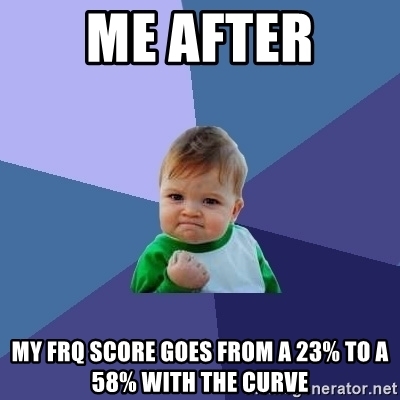 ME AFTER
MY FRQ SCORE GOES FROM A 23% TO A
58% WITH THE CURVE
nerator.net